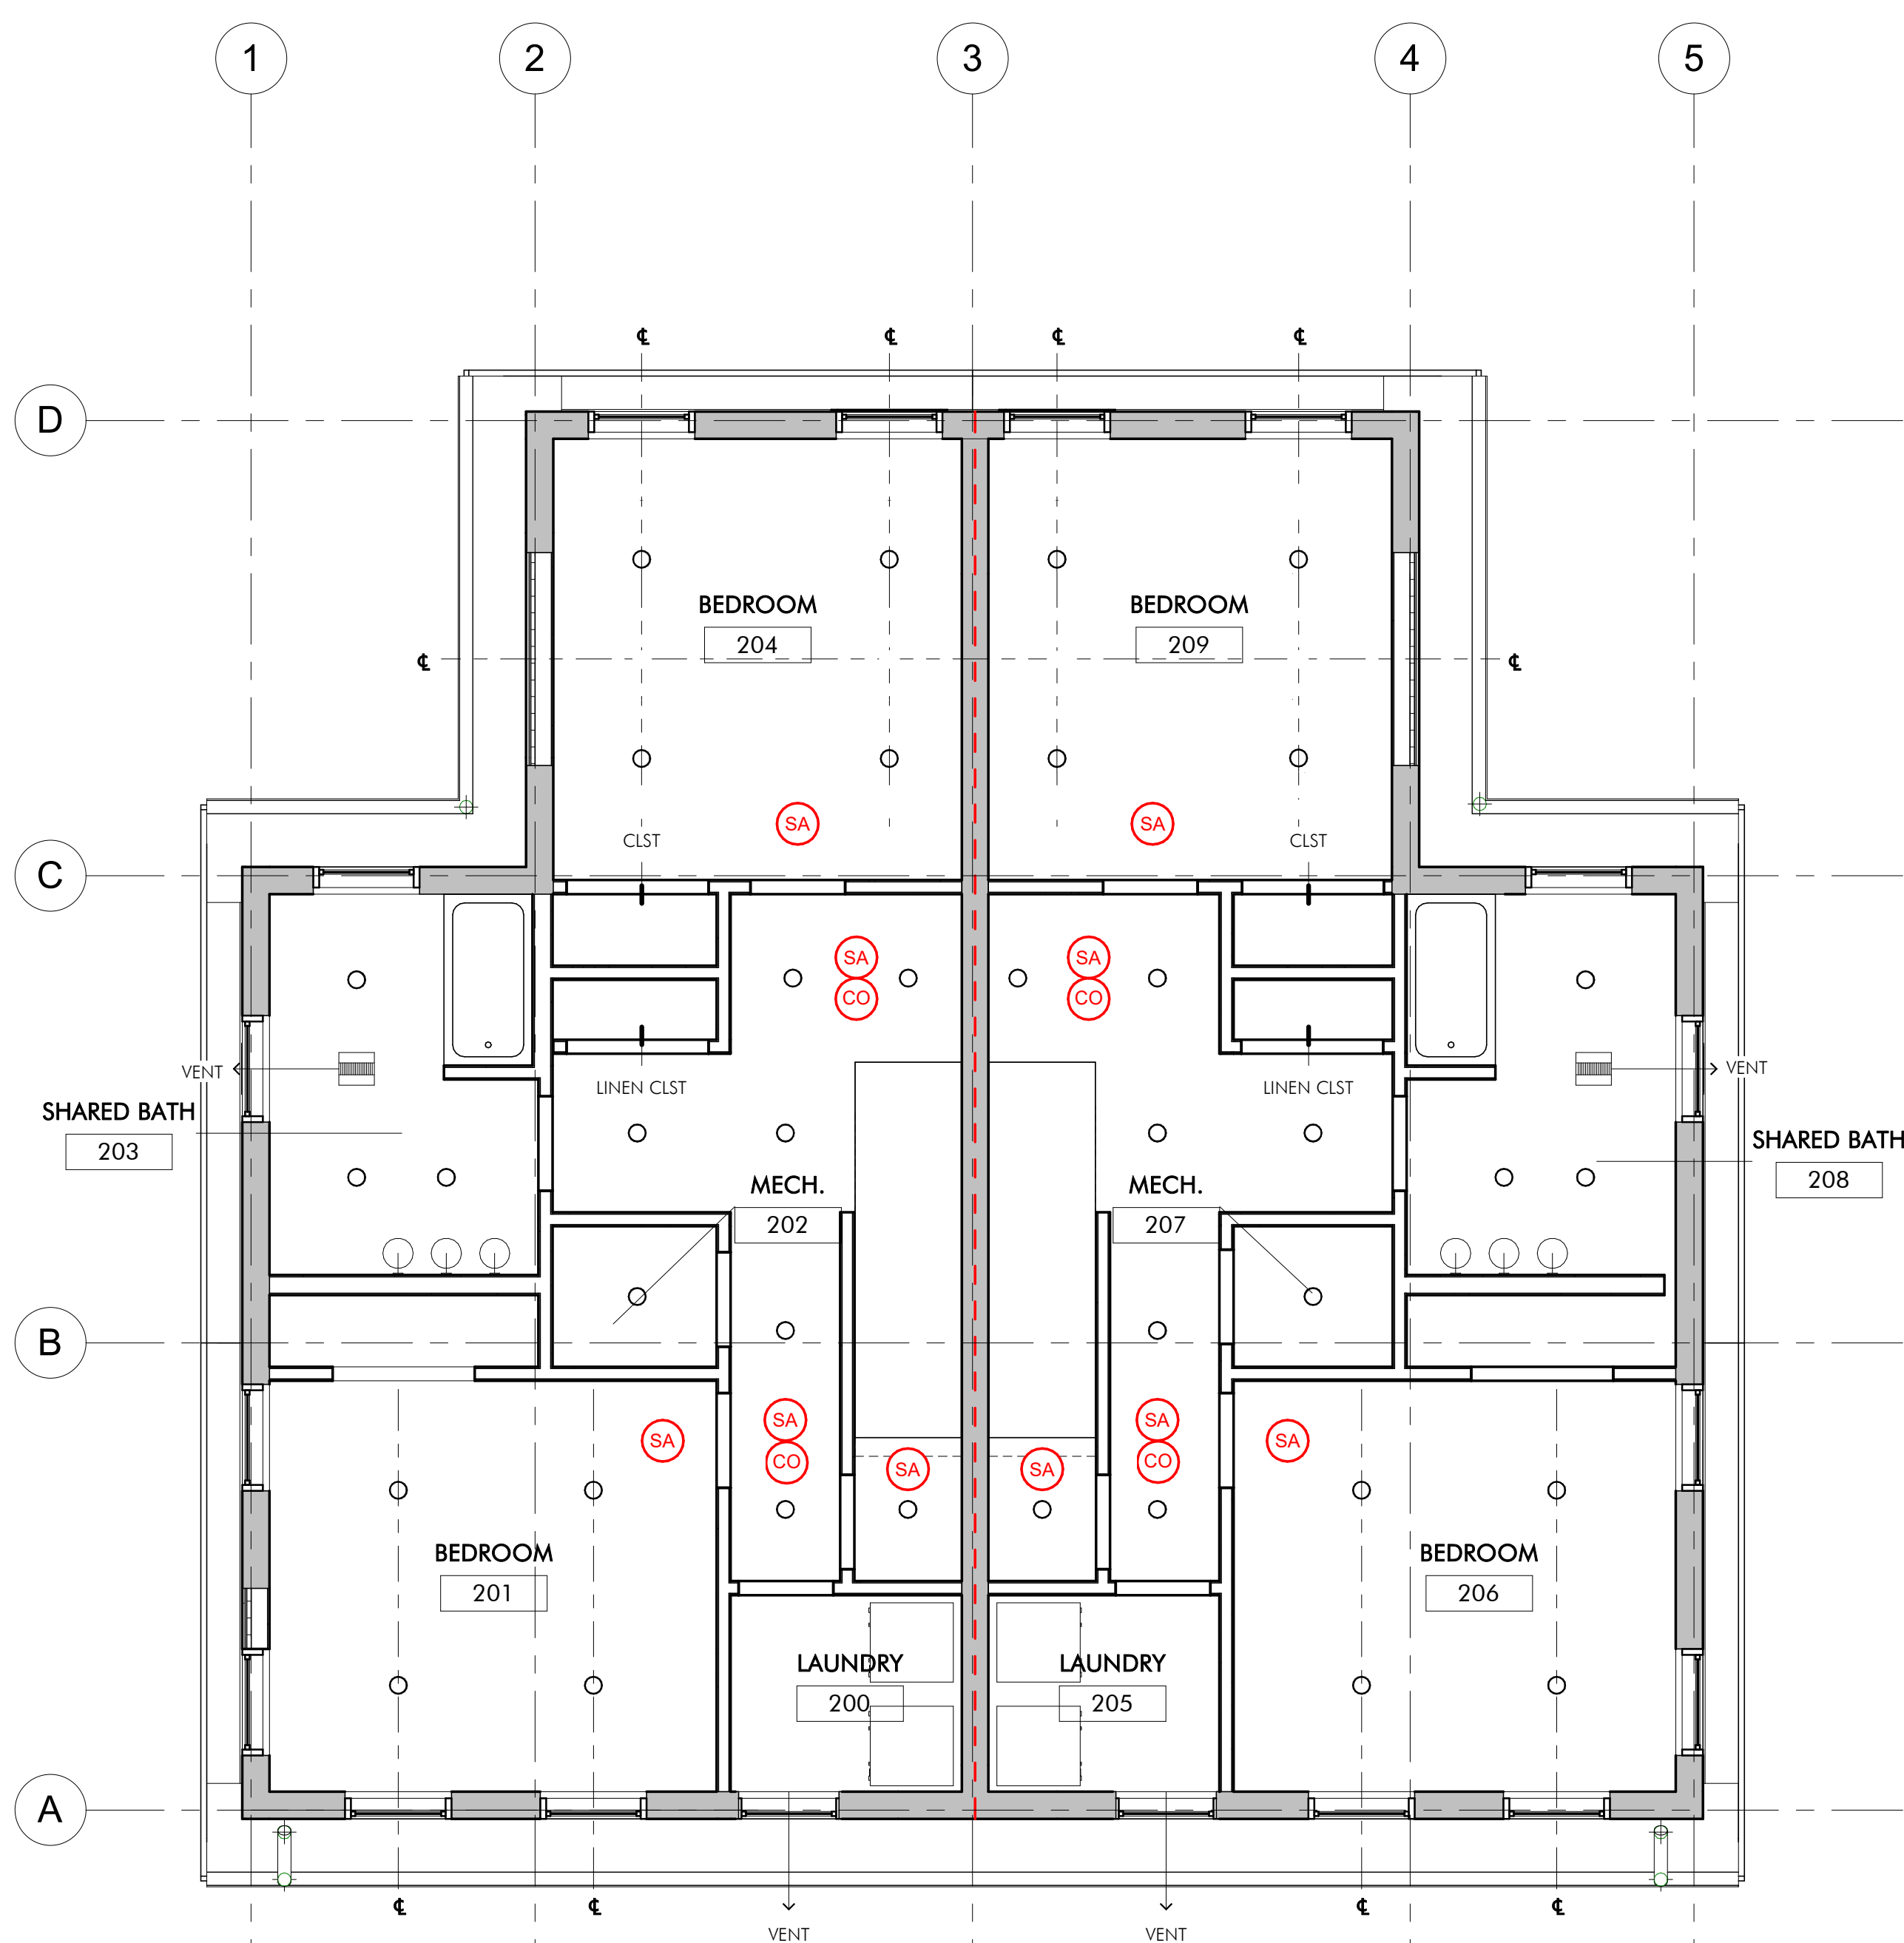 1 2 3 4 5
℄ ℄ ℄ ℄
D
BEDROOM BEDROOM
204 209
℄ ℄
SA SA
CLST CLST
C
SA SA
CO CO
VENT VENT
LINEN CLST LINEN CLST
SHARED BATH
203
SHARED BATH
208
MECH. MECH.
202 207
B
SA SA
CO CO
SA SA
SA SA
BEDROOM BEDROOM
201 206
LAUNDRY LAUNDRY
200 205
A
℄ ℄ ℄ ℄
VENT VENT